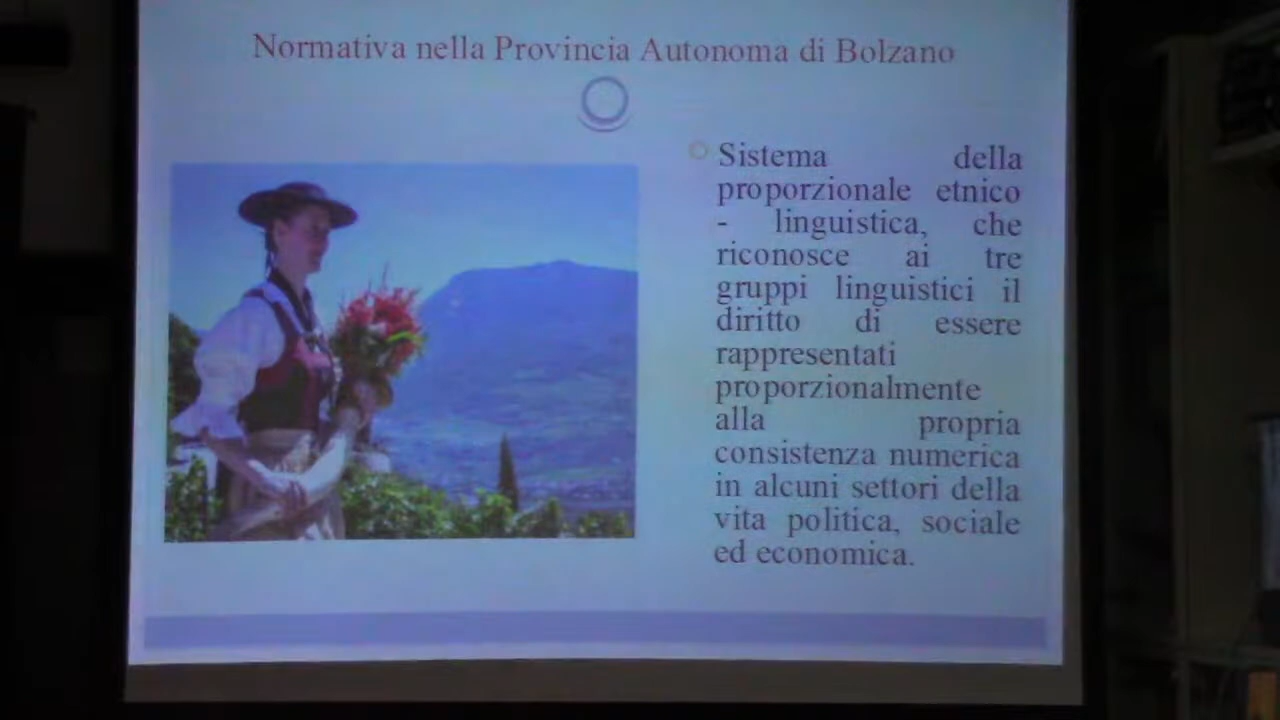 Normativa nella Provincia Autonoma di Bolzano
Sistema della
proporzionale etnico
- linguistica, che
riconosce ai tre
gruppi linguistici il
diritto di essere
rappresentati
proporzionalmente
alla propria
consistenza numerica
in alcuni settori della
vita politica, sociale
ed economica.